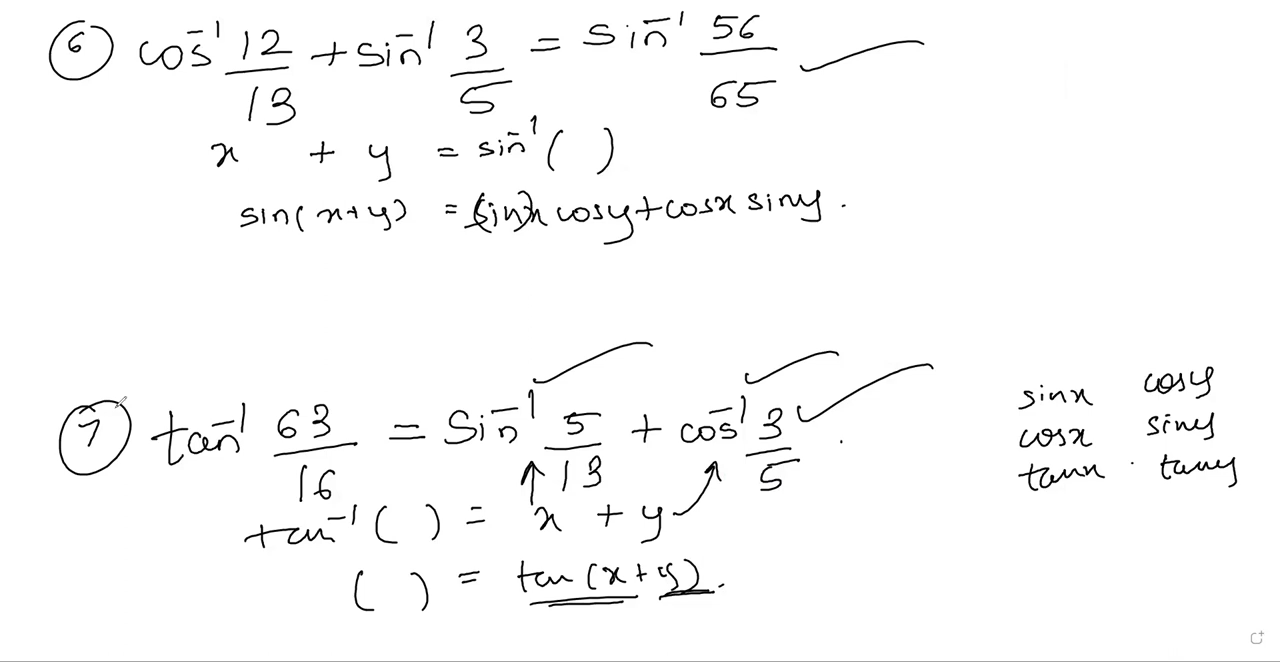 ⑥ cos⁻¹ 12/13 + sin⁻¹ 3/5 = sin⁻¹ 56/65
x + y = sin⁻¹ ( )
sin(x+y) = (sin)x cosy + cosx siny .
⑦ tan⁻¹ 63/16 = Sin⁻¹ 5/13 + cos⁻¹ 3/5 .
tan⁻¹ ( ) = x + y
( ) = tan (x + y) .
sinx cosy
cosx siny
tanx . tany